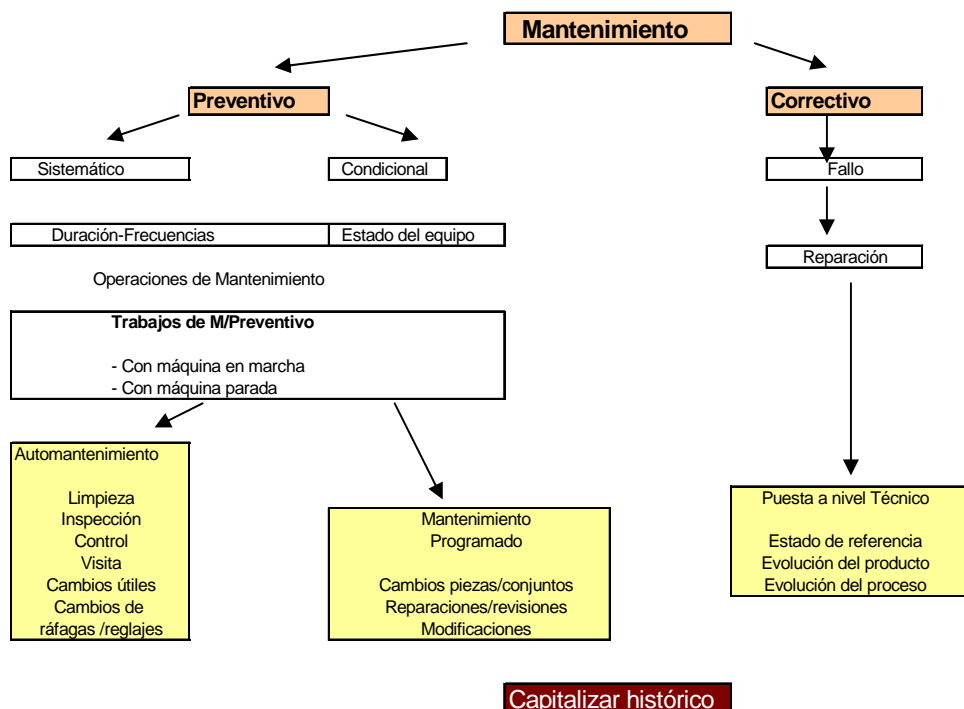 Mantenimiento
Preventivo
Correctivo
Sistemático
Condicional
Fallo
Duración-Frecuencias
Estado del equipo
Reparación
Operaciones de Mantenimiento
Trabajos de M/Preventivo
- Con máquina en marcha
- Con máquina parada
Automantenimiento
Limpieza
Inspección
Control
Visita
Cambios útiles
Cambios de
ráfagas /reglajes
Mantenimiento
Programado
Cambios piezas/conjuntos
Reparaciones/revisiones
Modificaciones
Puesta a nivel Técnico
Estado de referencia
Evolución del producto
Evolución del proceso
Capitalizar histórico